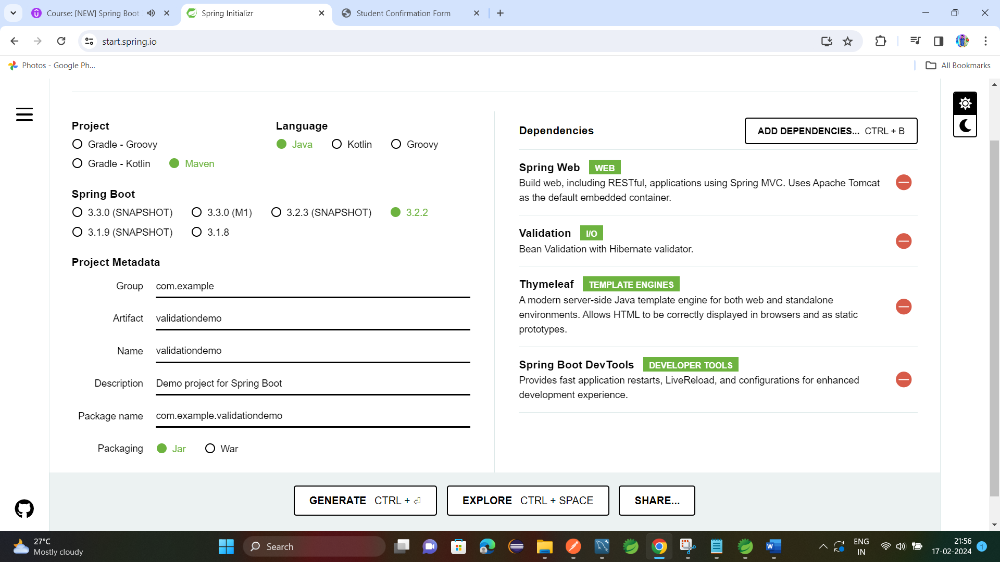 Course: [NEW] Spring Boot
Spring Initializr
Student Confirmation Form
start.spring.io
Photos - Google Ph...
All Bookmarks
Project
Gradle - Groovy
Gradle - Kotlin
Maven
Language
Java
Kotlin
Groovy
Spring Boot
3.3.0 (SNAPSHOT)
3.3.0 (M1)
3.2.3 (SNAPSHOT)
3.2.2
3.1.9 (SNAPSHOT)
3.1.8
Project Metadata
Group com.example
Artifact validationdemo
Name validationdemo
Description Demo project for Spring Boot
Package name com.example.validationdemo
Packaging Jar War
Dependencies
ADD DEPENDENCIES... CTRL + B
Spring Web WEB
Build web, including RESTful, applications using Spring MVC. Uses Apache Tomcat
as the default embedded container.
Validation I/O
Bean Validation with Hibernate validator.
Thymeleaf TEMPLATE ENGINES
A modern server-side Java template engine for both web and standalone
environments. Allows HTML to be correctly displayed in browsers and as static
prototypes.
Spring Boot DevTools DEVELOPER TOOLS
Provides fast application restarts, LiveReload, and configurations for enhanced
development experience.
GENERATE CTRL + ⏎
EXPLORE CTRL + SPACE
SHARE...
27°C
Mostly cloudy
Search
ENG
IN
21:56
17-02-2024
1